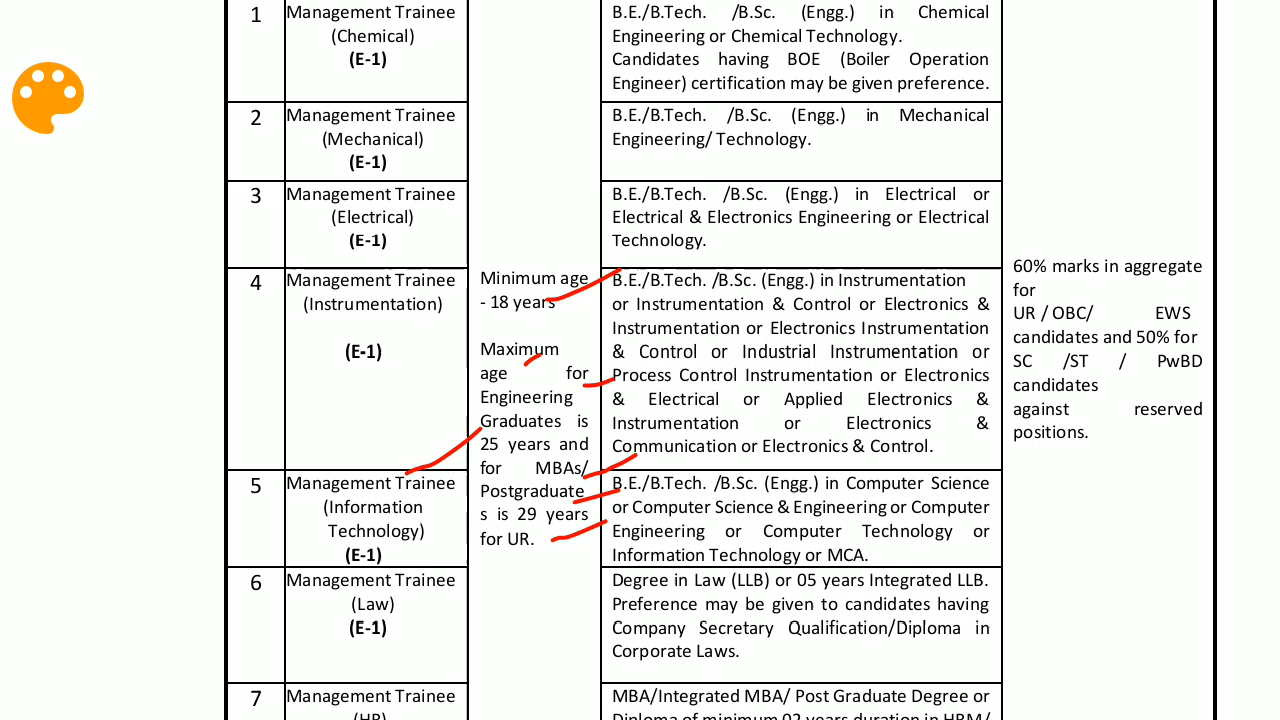 1
Management Trainee
(Chemical)
(E-1)
B.E./B.Tech. /B.Sc. (Engg.) in Chemical
Engineering or Chemical Technology.
Candidates having BOE (Boiler Operation
Engineer) certification may be given preference.
2
Management Trainee
(Mechanical)
(E-1)
B.E./B.Tech. /B.Sc. (Engg.) in Mechanical
Engineering/ Technology.
3
Management Trainee
(Electrical)
(E-1)
B.E./B.Tech. /B.Sc. (Engg.) in Electrical or
Electrical & Electronics Engineering or Electrical
Technology.
4
Management Trainee
(Instrumentation)
(E-1)
B.E./B.Tech. /B.Sc. (Engg.) in Instrumentation
or Instrumentation & Control or Electronics &
Instrumentation or Electronics Instrumentation
& Control or Industrial Instrumentation or
Process Control Instrumentation or Electronics
& Electrical or Applied Electronics &
Instrumentation or Electronics &
Communication or Electronics & Control.
5
Management Trainee
(Information
Technology)
(E-1)
B.E./B.Tech. /B.Sc. (Engg.) in Computer Science
or Computer Science & Engineering or Computer
Engineering or Computer Technology or
Information Technology or MCA.
6
Management Trainee
(Law)
(E-1)
Degree in Law (LLB) or 05 years Integrated LLB.
Preference may be given to candidates having
Company Secretary Qualification/Diploma in
Corporate Laws.
7
Management Trainee
(HR)
MBA/Integrated MBA/ Post Graduate Degree or
Diploma of minimum 02 years duration in HRM/
Minimum age
- 18 years
Maximum
age for
Engineering
Graduates is
25 years and
for MBAs/
Postgraduate
s is 29 years
for UR.
60% marks in aggregate
for
UR / OBC/ EWS
candidates and 50% for
SC /ST / PwBD
candidates
against reserved
positions.